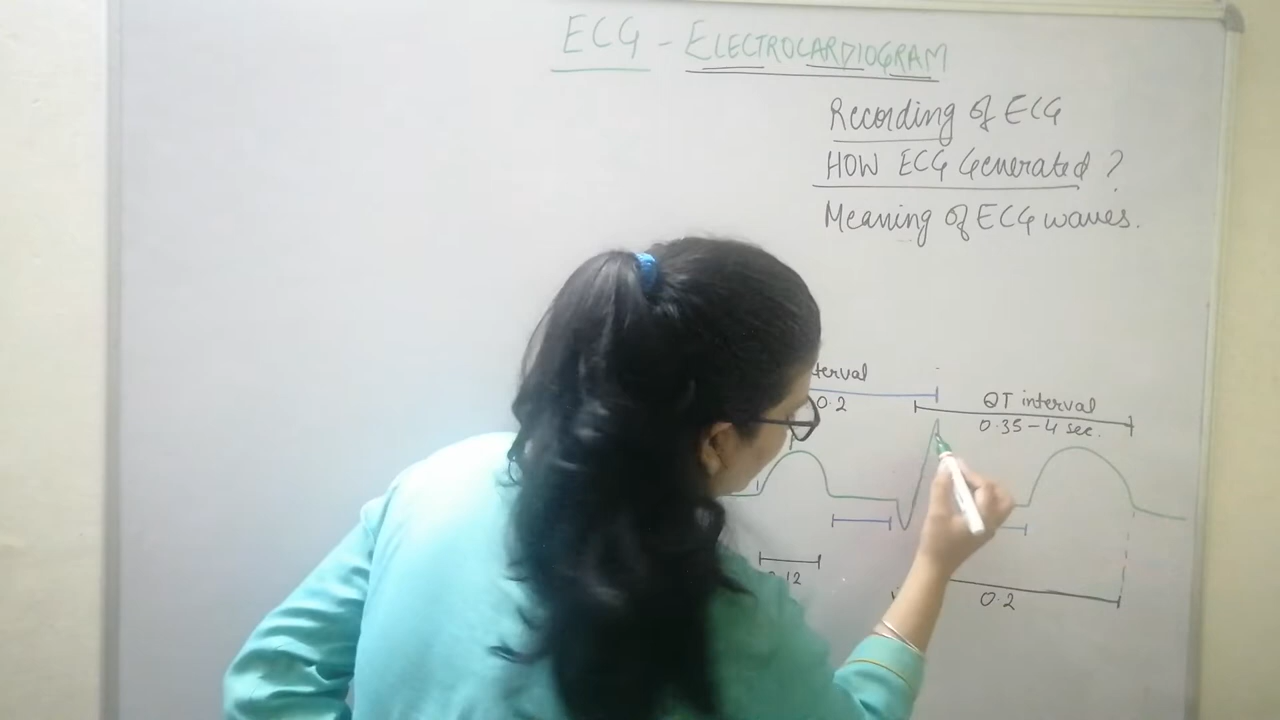 ECG - ELECTROCARDIOGRAM
Recording of ECG
HOW ECG Generated ?
Meaning of ECG waves.
terval
0.2
QT interval
0.35-4 sec.
12
0.2